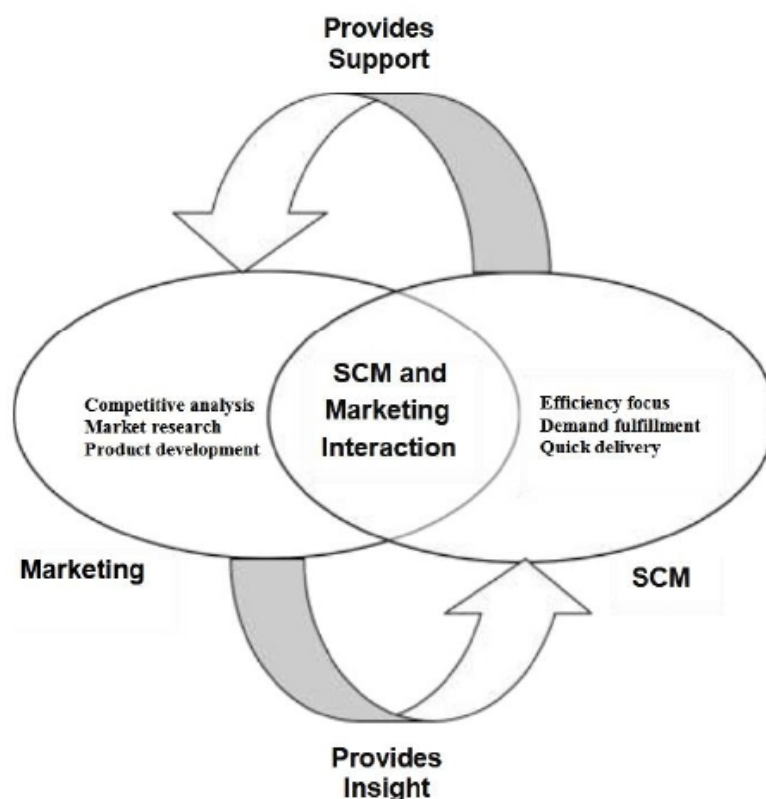 Provides
Support
SCM and
Marketing
Interaction
Competitive analysis
Market research
Product development
Efficiency focus
Demand fulfillment
Quick delivery
Marketing
SCM
Provides
Insight